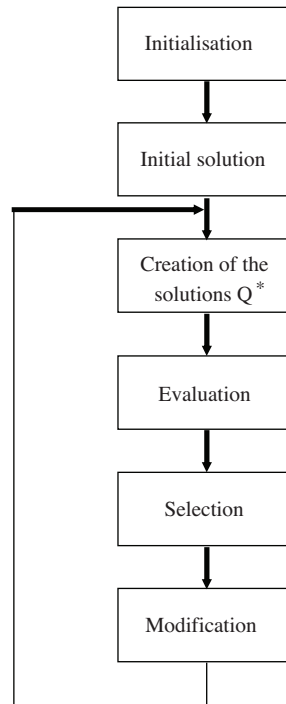 Initialisation
Initial solution
Creation of the
solutions Q*
Evaluation
Selection
Modification